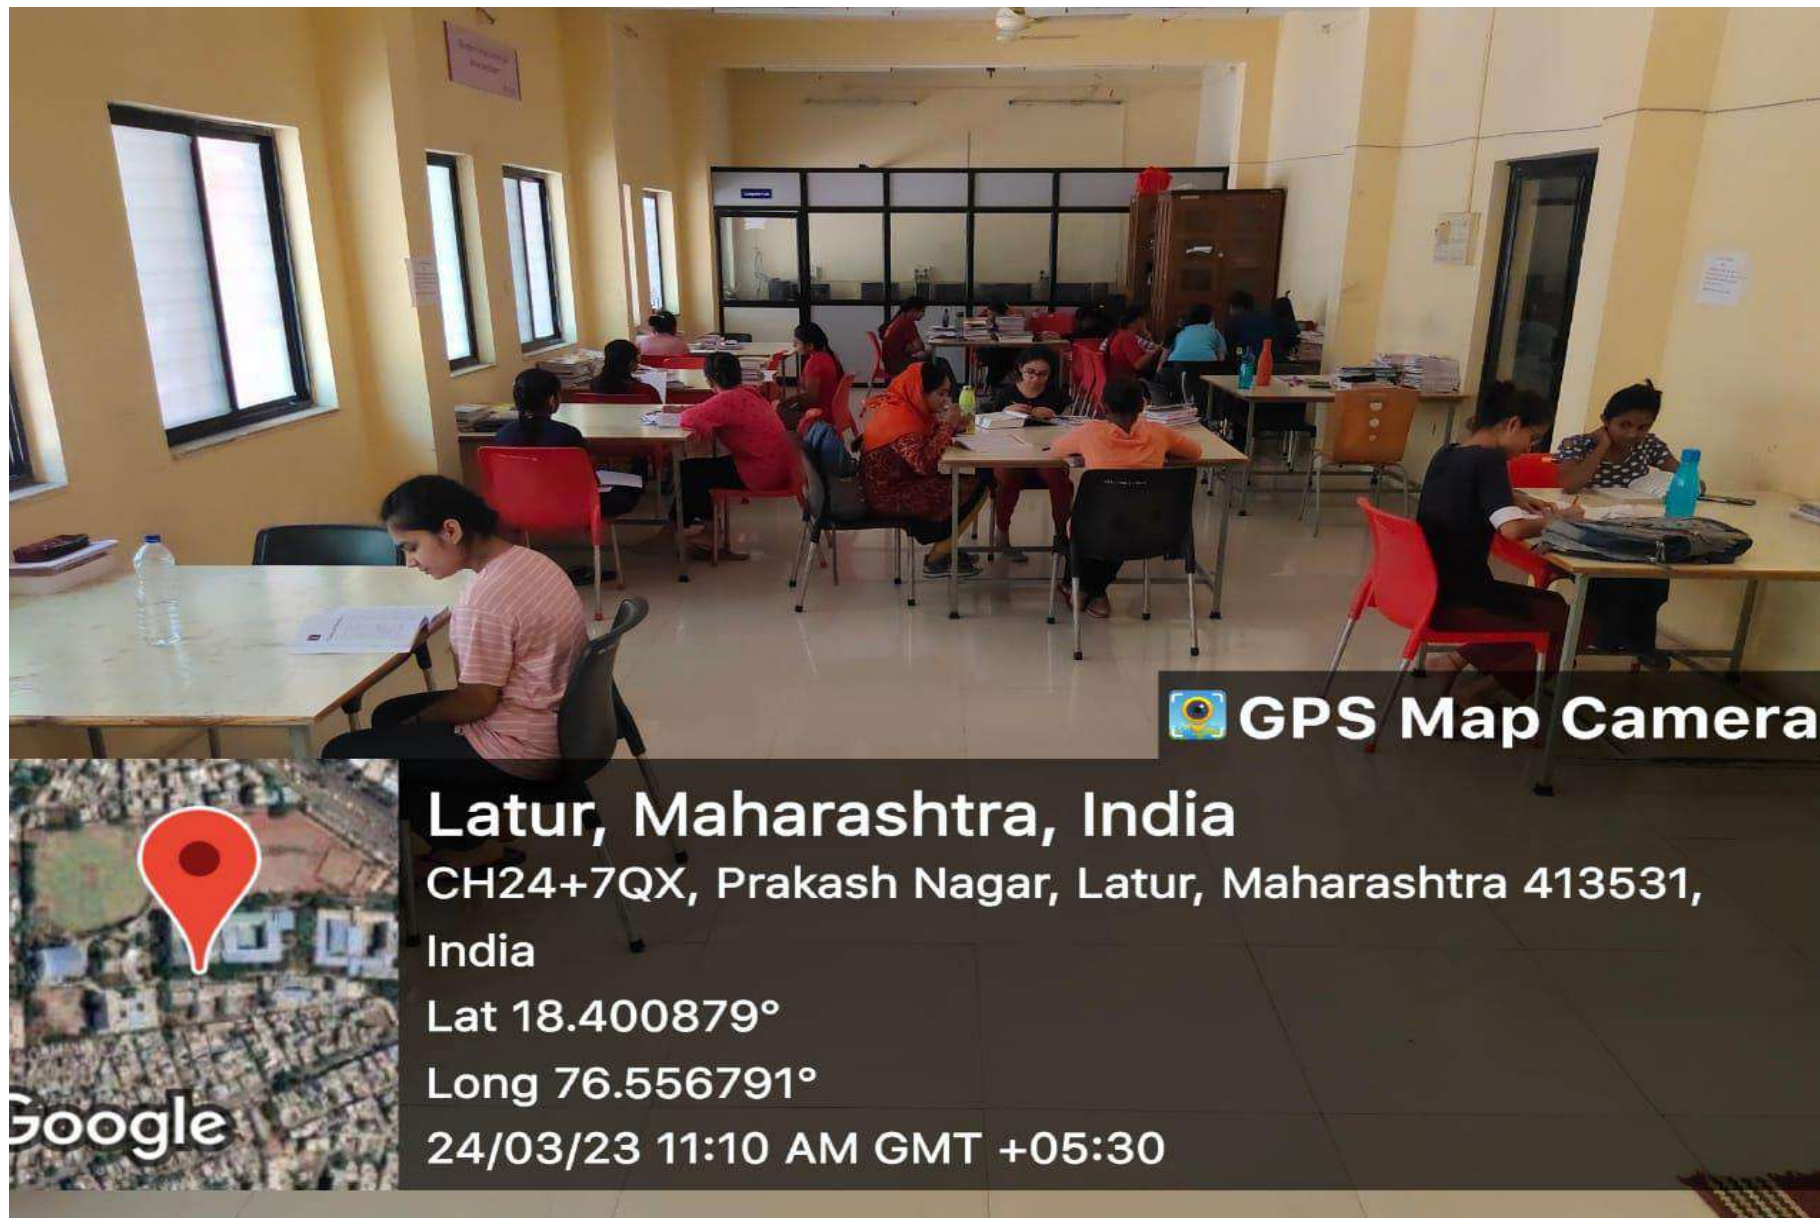 GPS Map Camera
Latur, Maharashtra, India
CH24+7QX, Prakash Nagar, Latur, Maharashtra 413531,
India
Lat 18.400879°
Long 76.556791°
24/03/23 11:10 AM GMT +05:30
Google